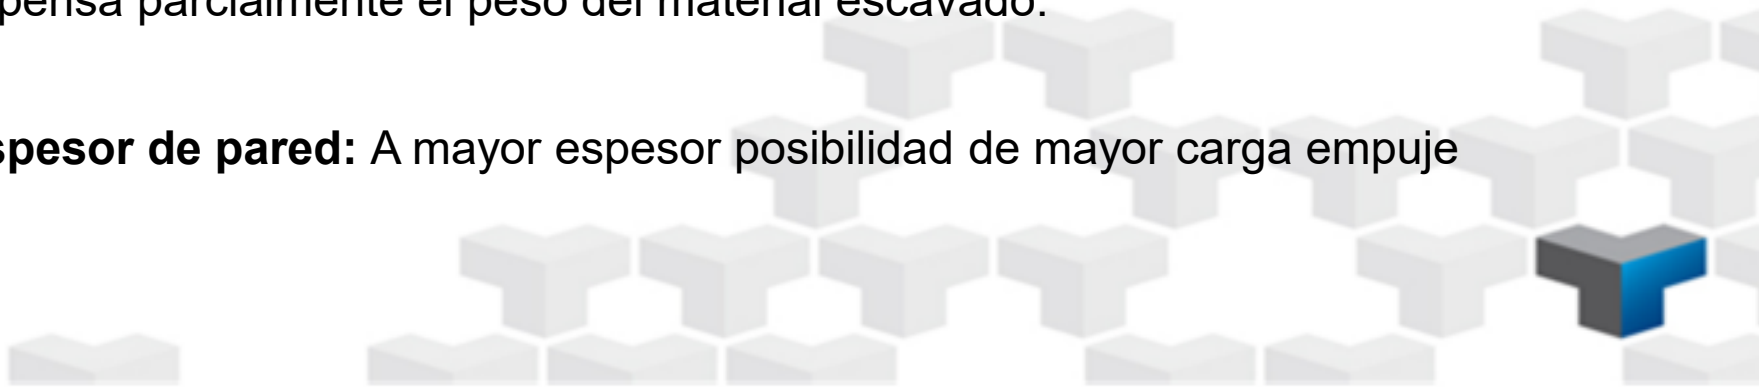 pensa parcialmente el peso del material escavado.
spesor de pared: A mayor espesor posibilidad de mayor carga empuje